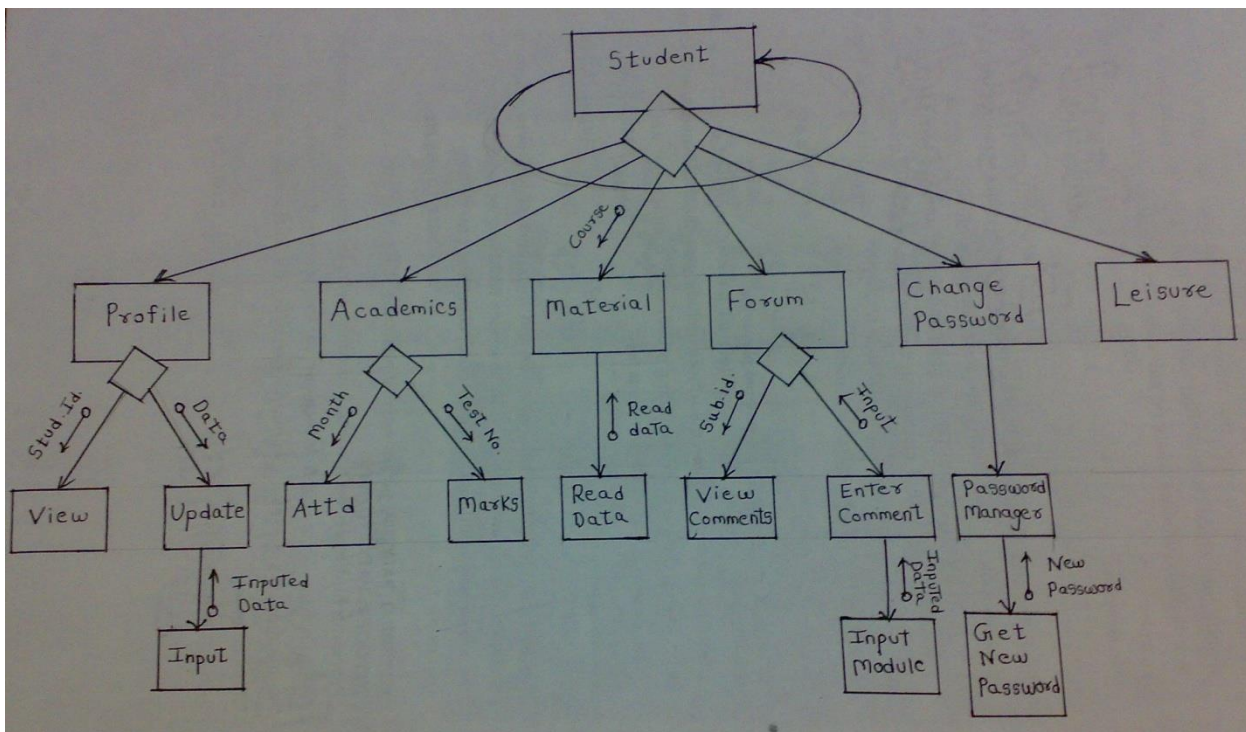 Student
Course
Profile
Academics
Material
Forum
Change
Password
Leisure
Stud.Id.
Data
Month
Test No.
Read
data
Sub.id.
Input
View
Update
Attd
Marks
Read
Data
View
Comments
Enter
Comment
Password
Manager
Inputed
Data
Inputed
Data
New
Password
Input
Input
Module
Get
New
Password